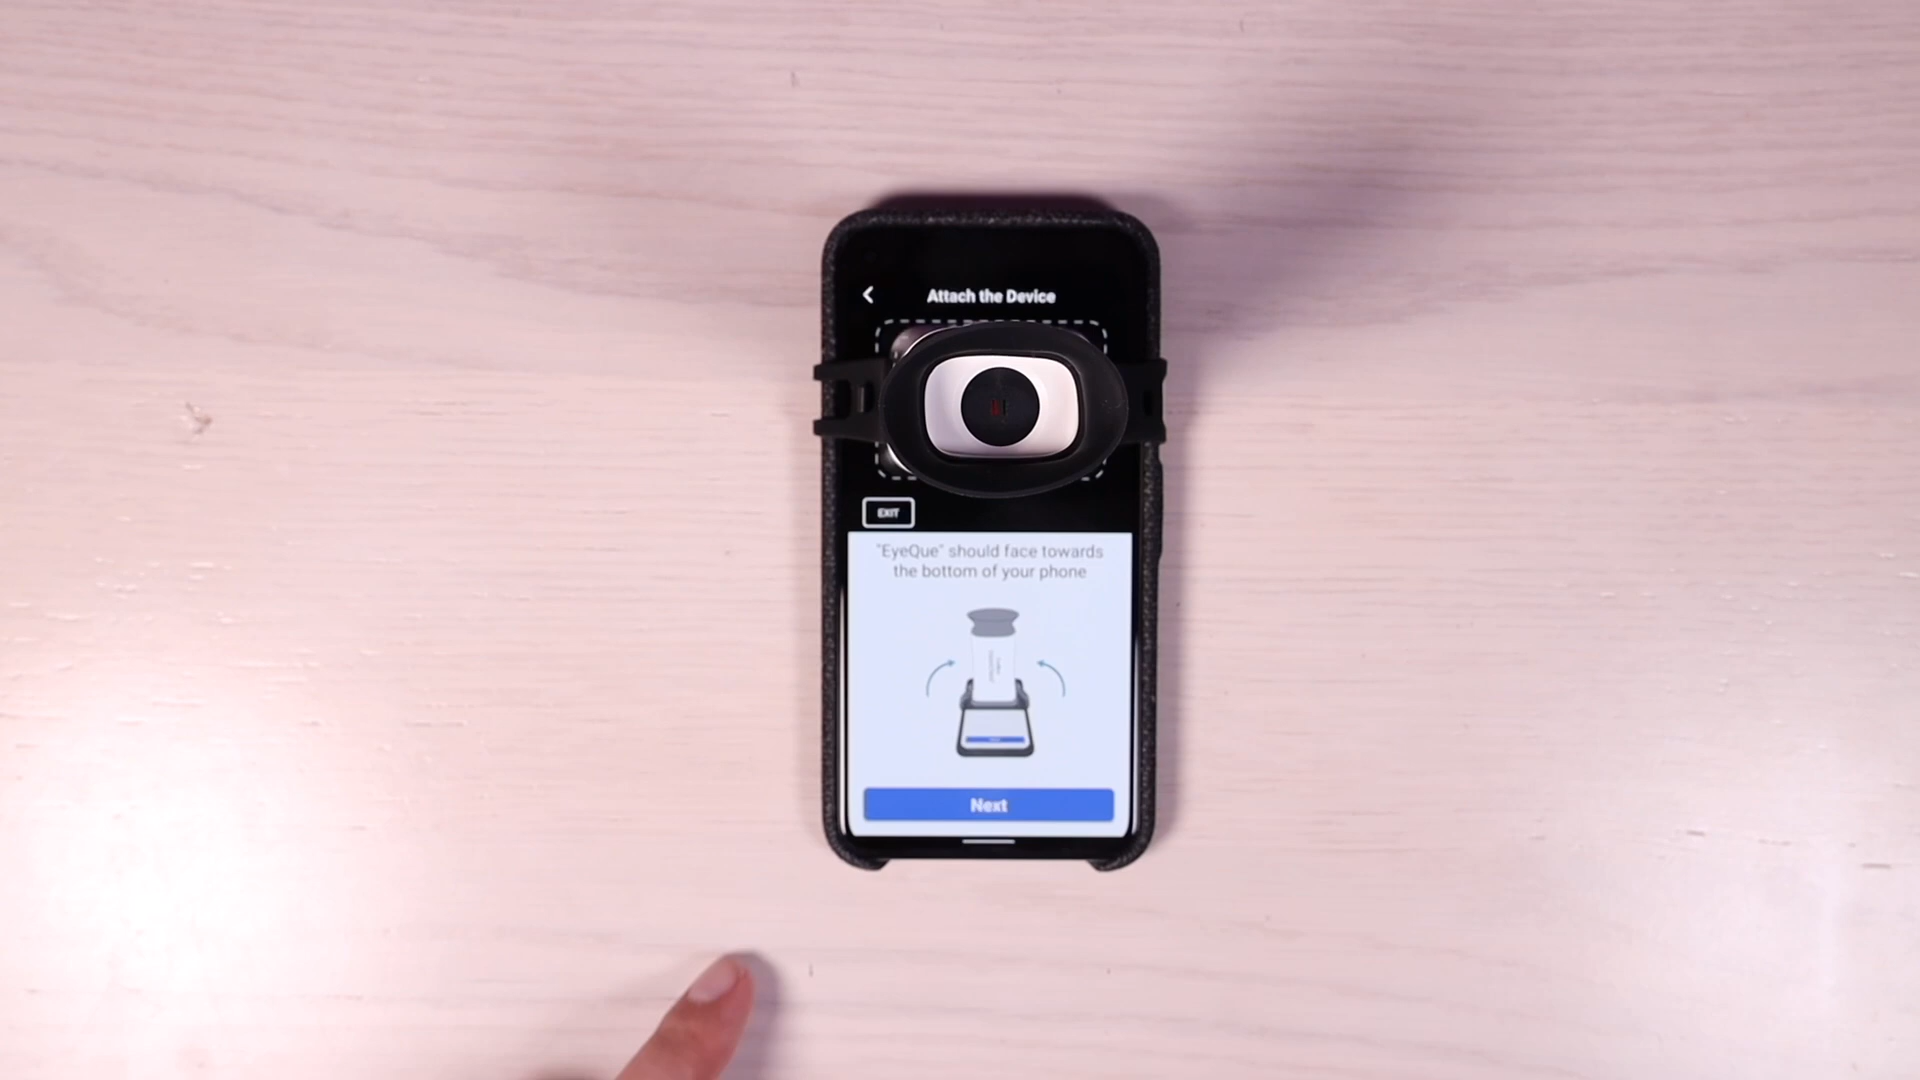 Attach the Device
EXIT
"EyeQue" should face towards
the bottom of your phone
Next